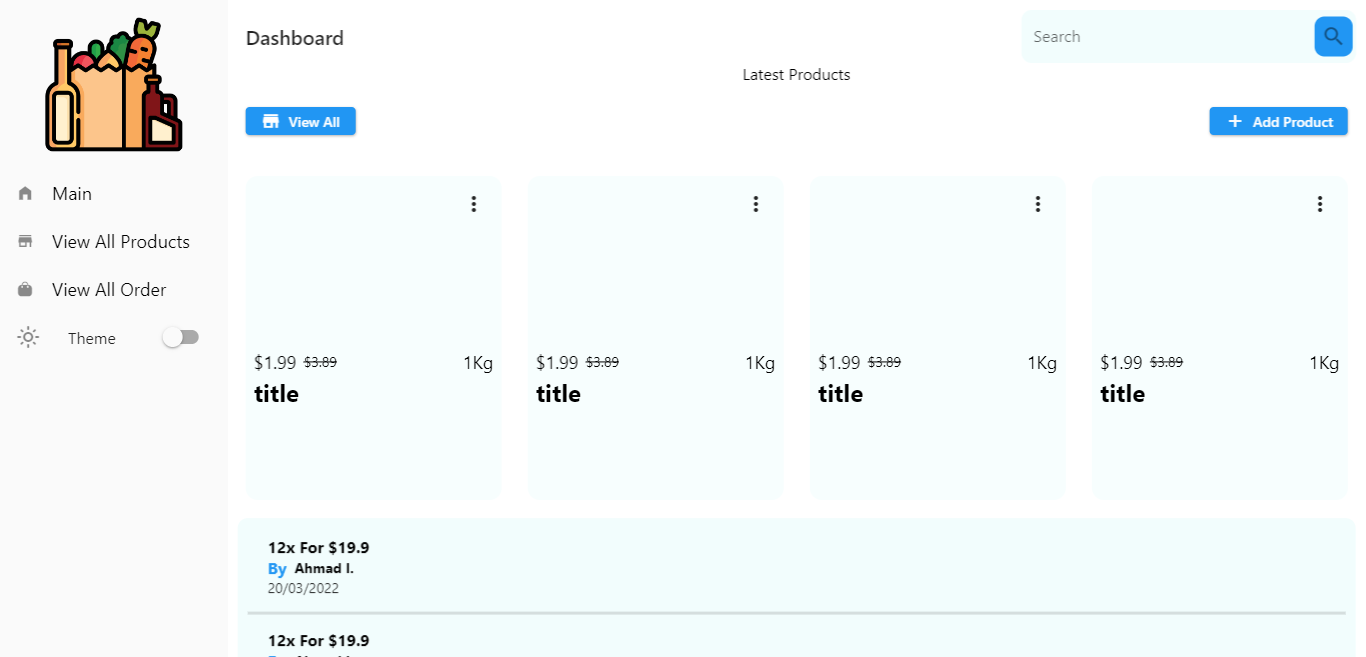 Dashboard
Search
Latest Products
View All
Add Product
Main
View All Products
View All Order
Theme
$1.99 $3.89 1Kg
title
$1.99 $3.89 1Kg
title
$1.99 $3.89 1Kg
title
$1.99 $3.89 1Kg
title
12x For $19.9
By Ahmad I.
20/03/2022
12x For $19.9